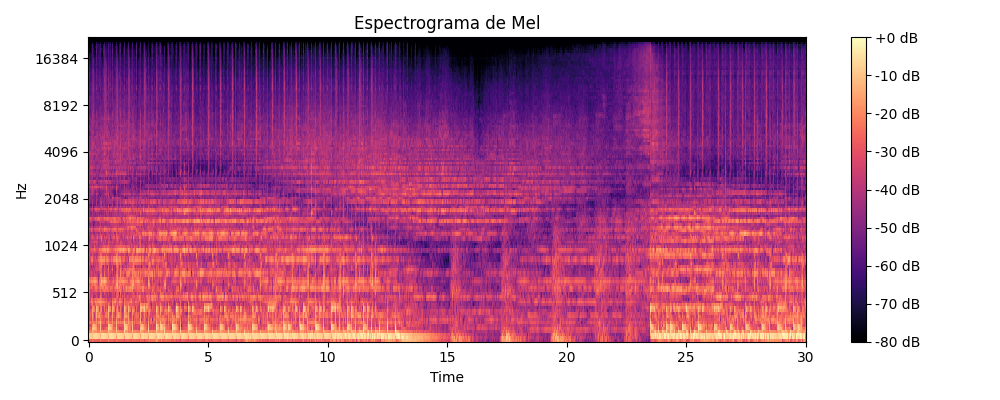 Espectrograma de Mel
Hz
16384
8192
4096
2048
1024
512
0
0 5 10 15 20 25 30
Time
+0 dB
-10 dB
-20 dB
-30 dB
-40 dB
-50 dB
-60 dB
-70 dB
-80 dB